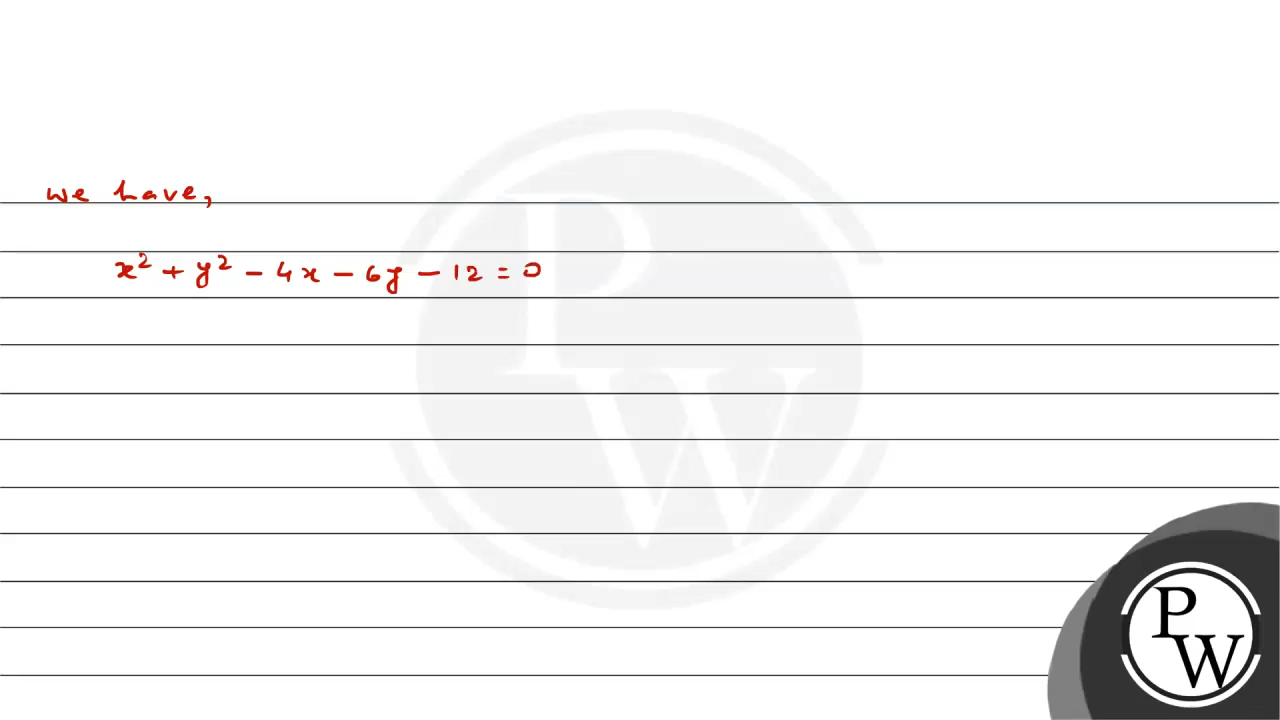 we have,
x² + y² - 4x - 6y - 12 = 0
P
W
P
W